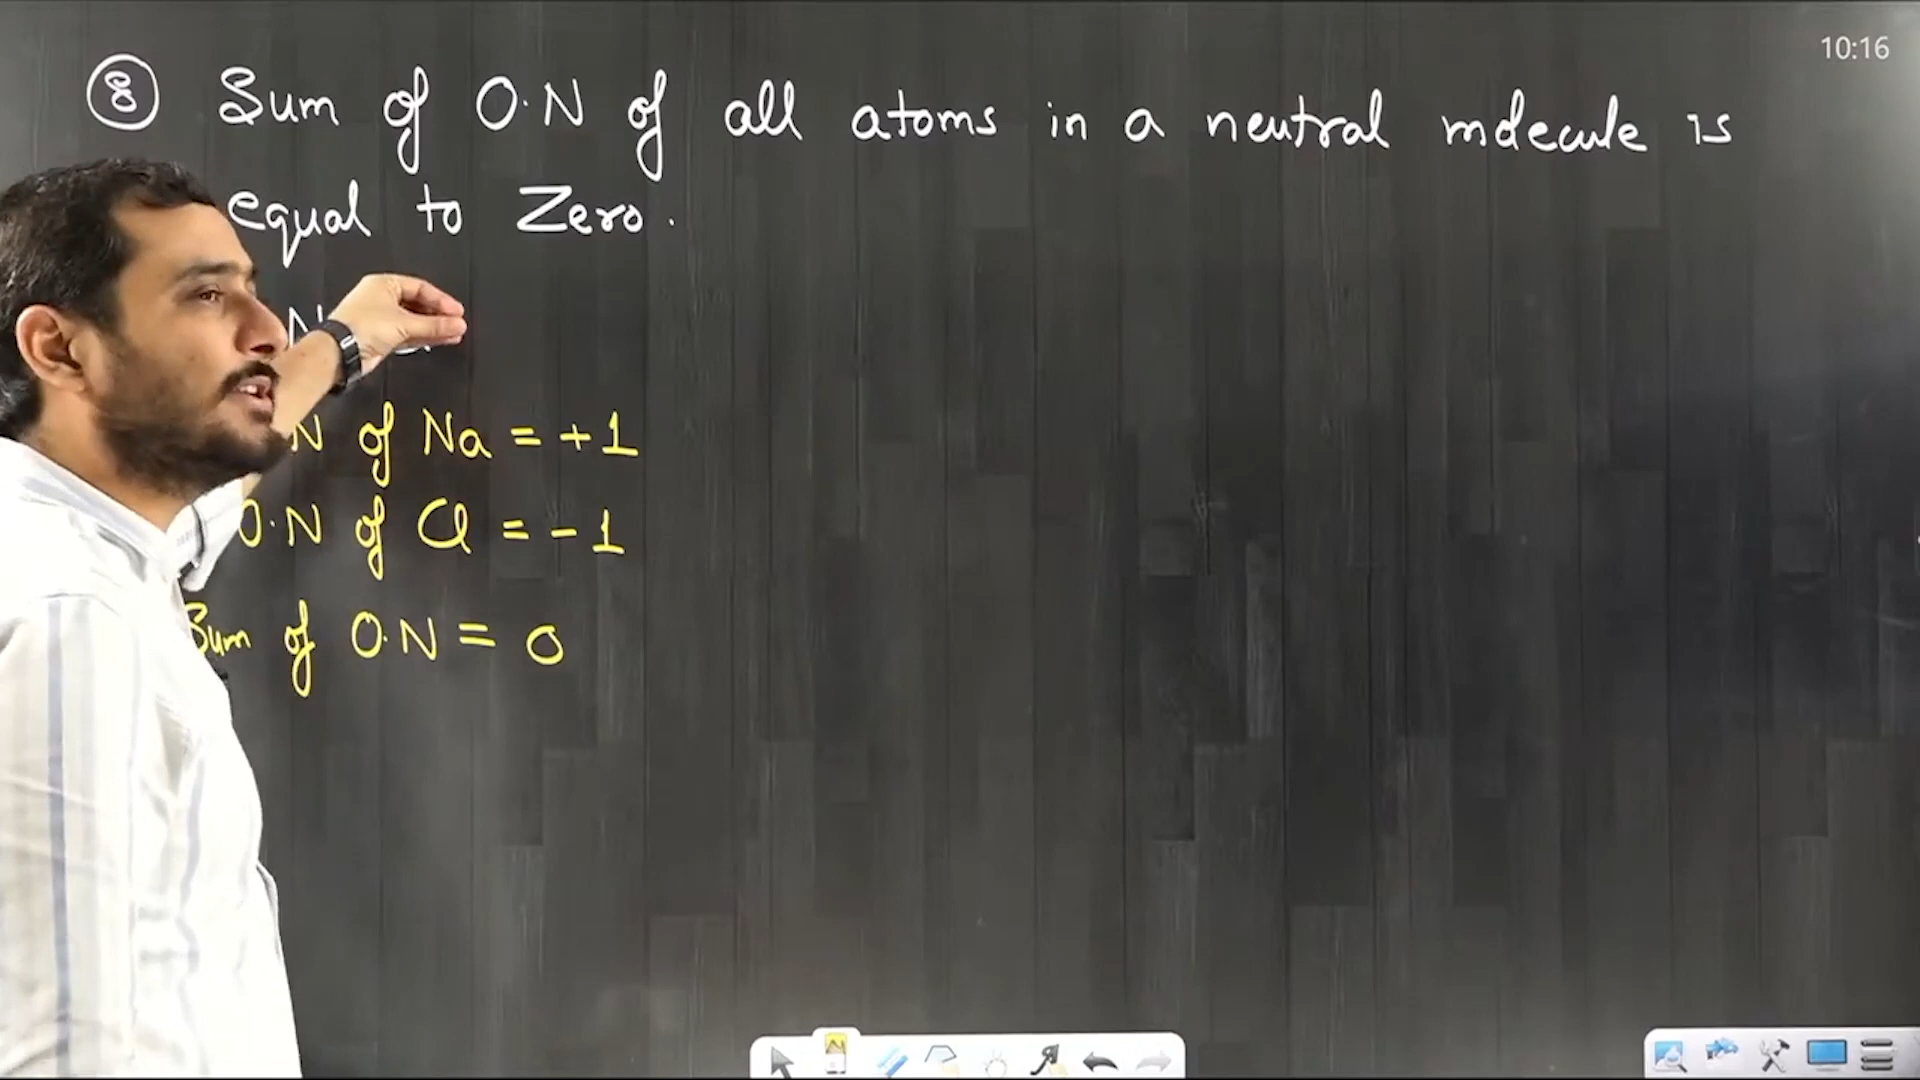 10:16
⑧ Sum of O.N of all atoms in a neutral molecule is
equal to Zero.
N
N of Na = +1
O.N of Cl = -1
Sum of O.N = 0